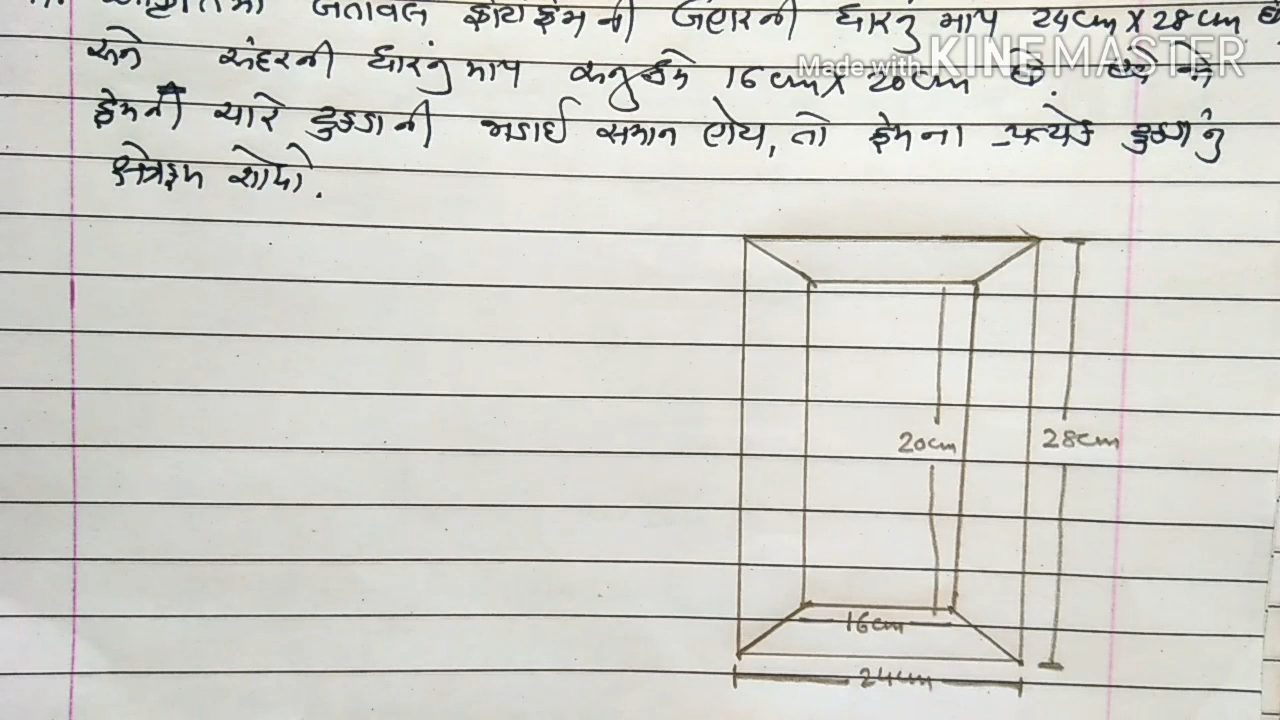 આકૃતિમાં બતાવેલ ફોટોફ્રેમની બહારની ધારનું માપ 24cm X 28cm છે
અને અંદરની ધારનું માપ અનુક્રમે 16cm X 20cm છે. જો
ફ્રેમની ચારે ટુકડાની પહોળાઈ સમાન હોય, તો ફ્રેમના પ્રત્યેક ટુકડાનું
ક્ષેત્રફળ શોધો.
Made with KINEMASTER
20cm
28cm
16cm
24cm